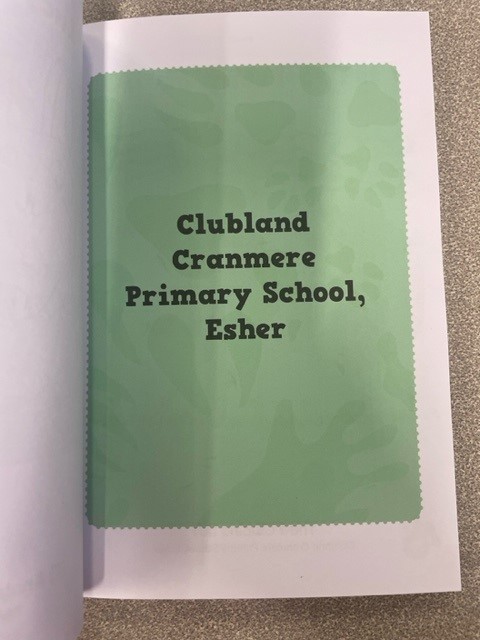 Clubland
Cranmere
Primary School,
Esher